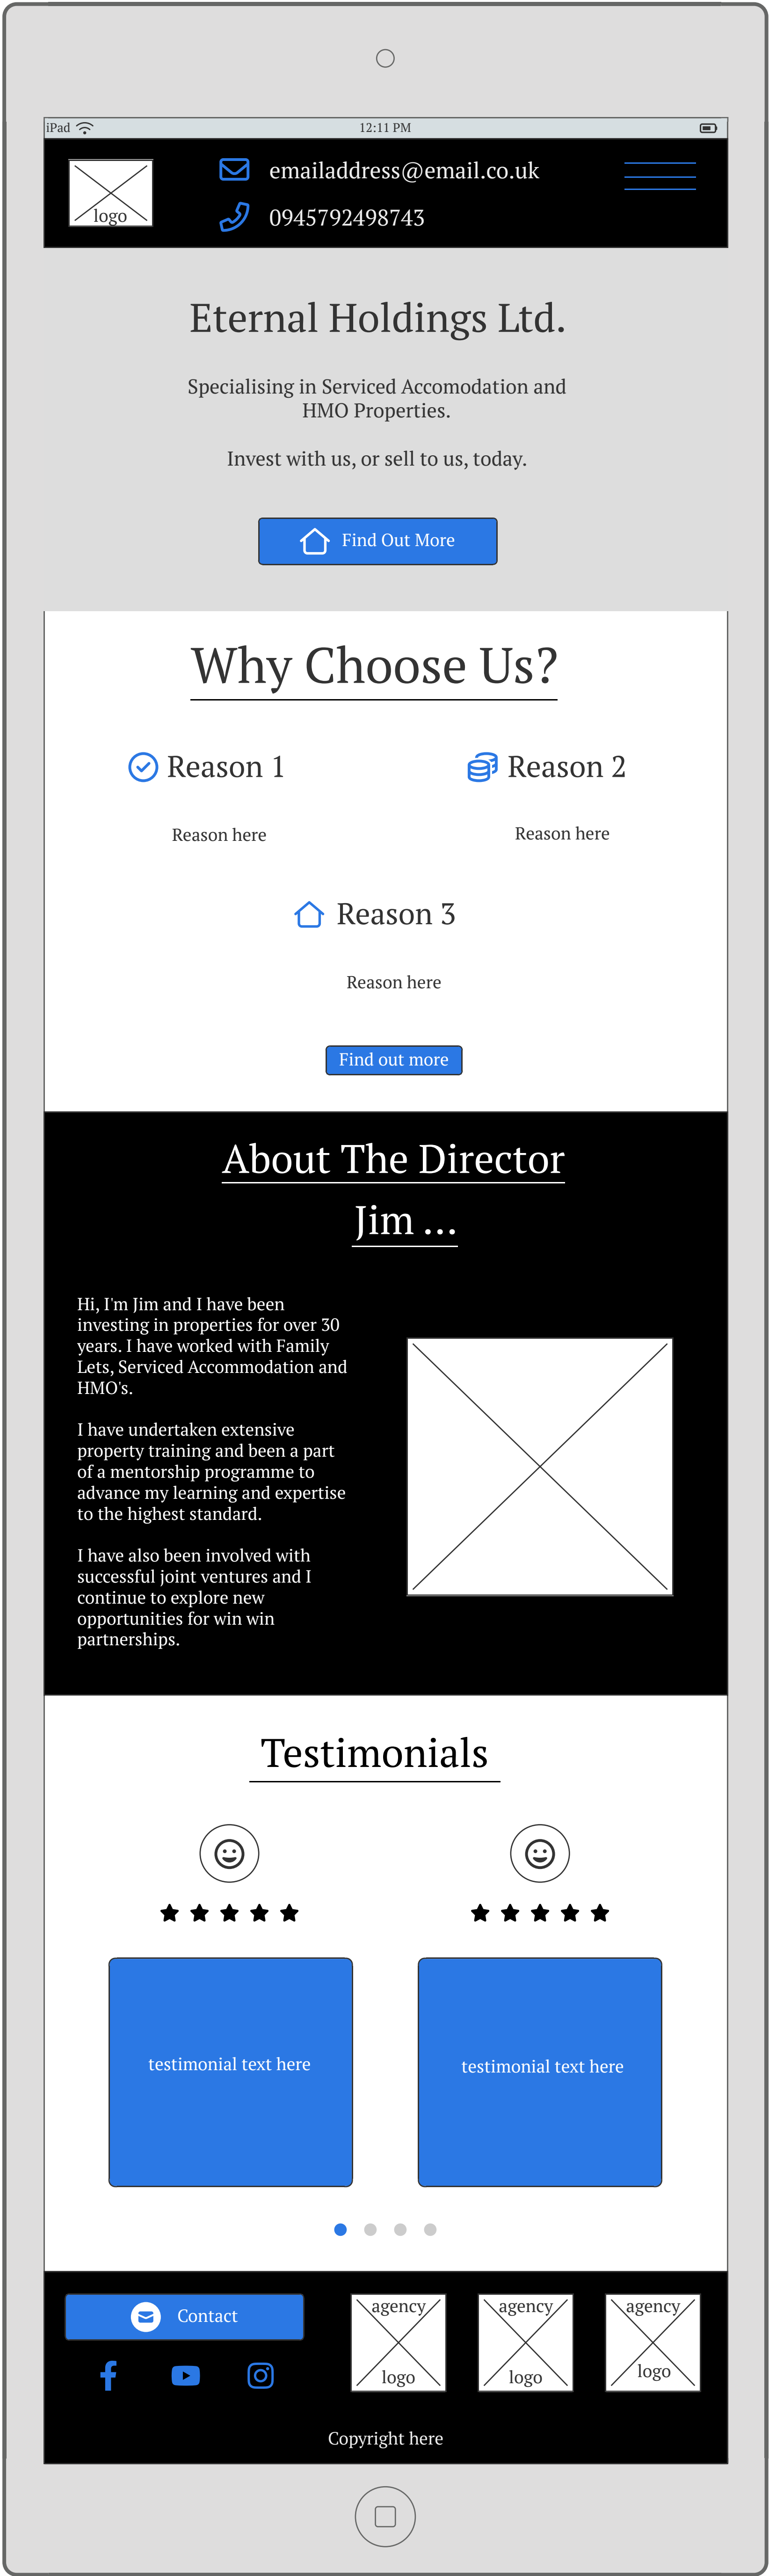 iPad 12:11 PM
logo
emailaddress@email.co.uk
0945792498743
Eternal Holdings Ltd.
Specialising in Serviced Accomodation and
HMO Properties.
Invest with us, or sell to us, today.
Find Out More
Why Choose Us?
Reason 1
Reason here
Reason 2
Reason here
Reason 3
Reason here
Find out more
About The Director
Jim ...
Hi, I'm Jim and I have been
investing in properties for over 30
years. I have worked with Family
Lets, Serviced Accommodation and
HMO's.
I have undertaken extensive
property training and been a part
of a mentorship programme to
advance my learning and expertise
to the highest standard.
I have also been involved with
successful joint ventures and I
continue to explore new
opportunities for win win
partnerships.
Testimonials
testimonial text here
testimonial text here
Contact
agency
logo
agency
logo
agency
logo
Copyright here